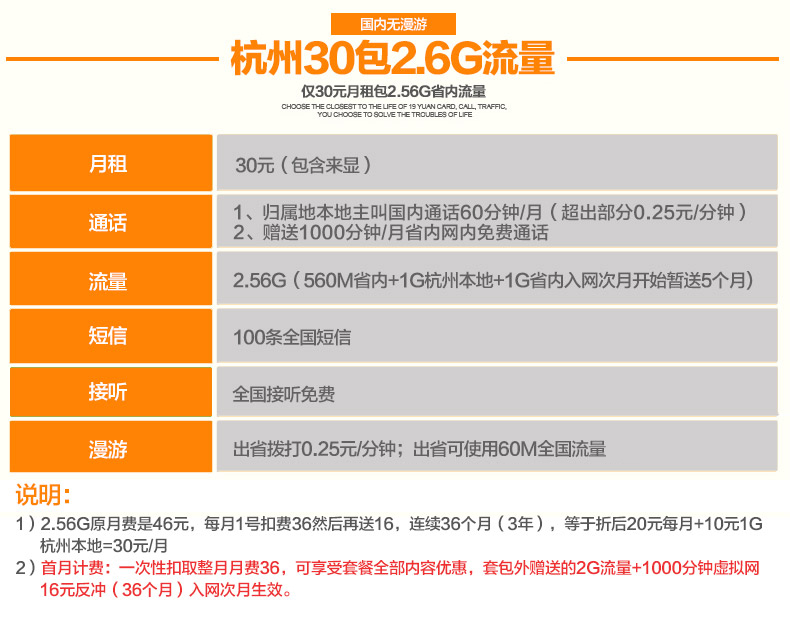 国内无漫游
杭州30包2.6G流量
仅30元月租包2.56G省内流量
CHOOSE THE CLOSEST TO THE LIFE OF 19 YUAN CARD, CALL, TRAFFIC,
YOU CHOOSE TO SOLVE THE TROUBLES OF LIFE
月租
30元（包含来显）
通话
1、归属地本地主叫国内通话60分钟/月（超出部分0.25元/分钟）
2、赠送1000分钟/月省内网内免费通话
流量
2.56G（560M省内+1G杭州本地+1G省内入网次月开始暂送5个月）
短信
100条全国短信
接听
全国接听免费
漫游
出省拨打0.25元/分钟；出省可使用60M全国流量
说明：
1）2.56G原月费是46元，每月1号扣费36然后再送16，连续36个月（3年），等于折后20元每月+10元1G
杭州本地=30元/月
2）首月计费：一次性扣取整月月费36，可享受套餐全部内容优惠，套包外赠送的2G流量+1000分钟虚拟网
16元反冲（36个月）入网次月生效。